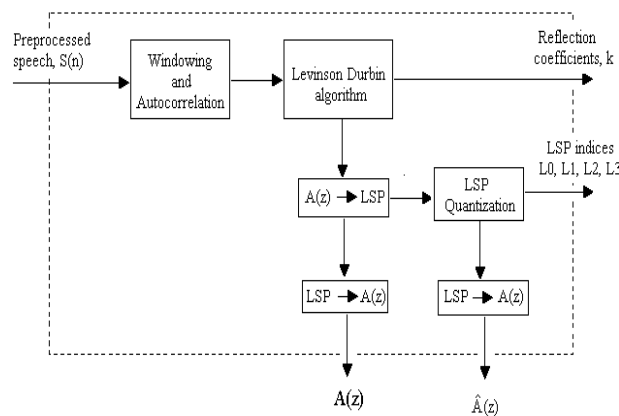 Preprocessed
speech, S(n)
Windowing
and
Autocorrelation
Levinson Durbin
algorithm
Reflection
coefficients, k
LSP indices
L0, L1, L2, L3
A(z) → LSP
LSP
Quantization
LSP → A(z)
LSP → A(z)
A(z)
Â(z)